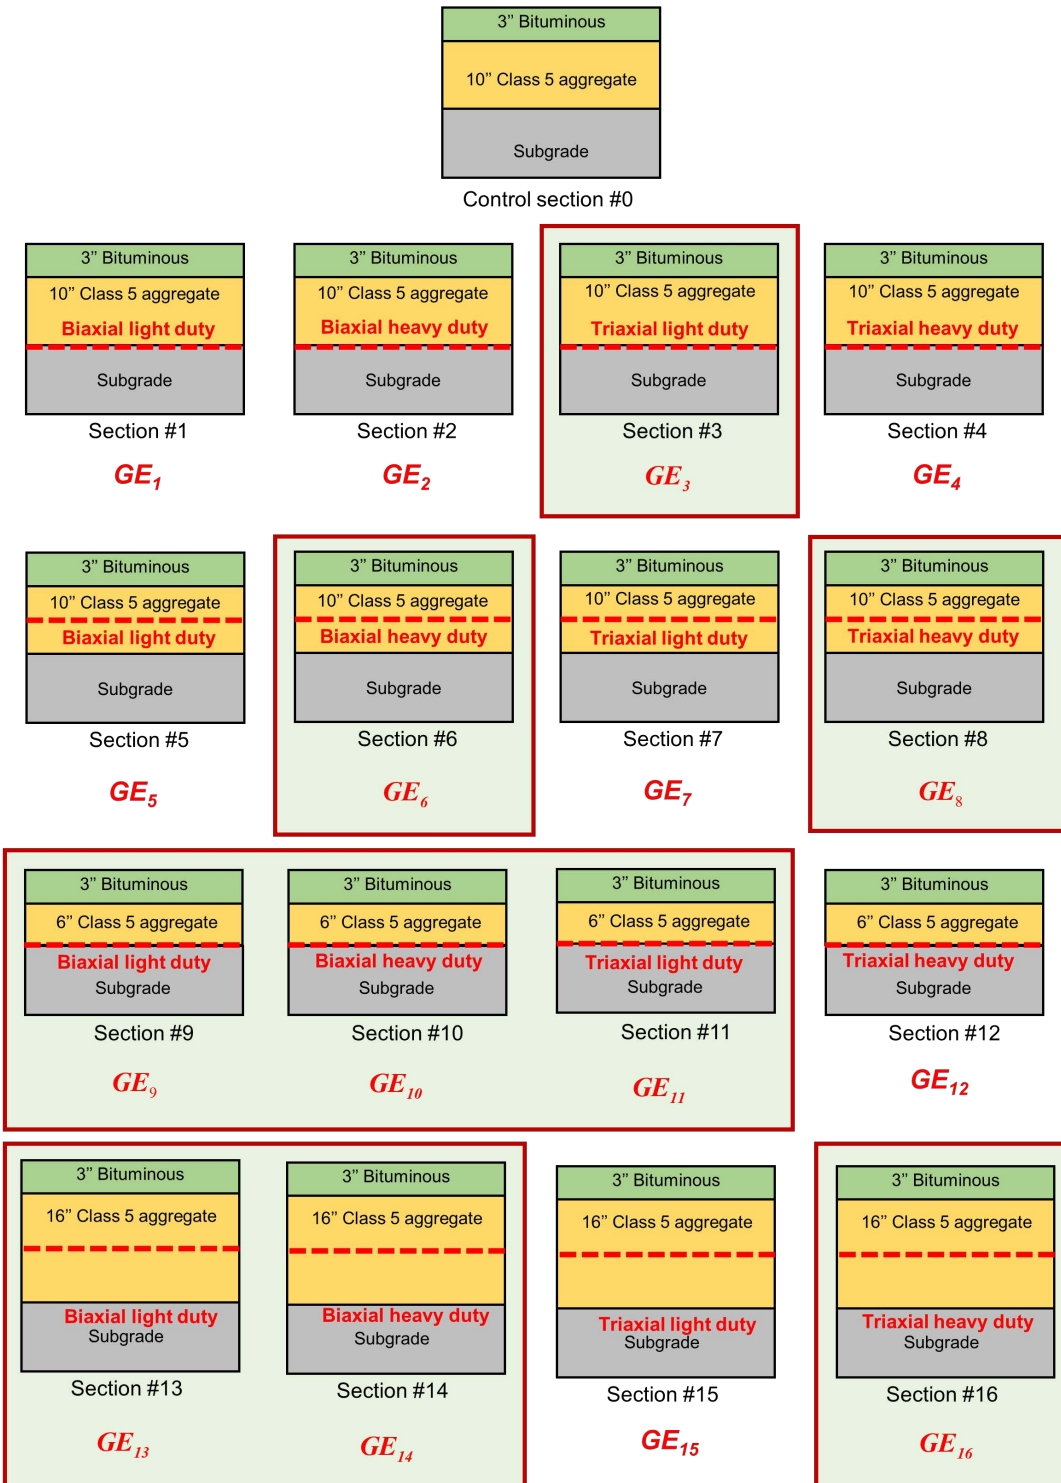 3” Bituminous
10” Class 5 aggregate
Subgrade
Control section #0
3” Bituminous
10” Class 5 aggregate
Biaxial light duty
Subgrade
Section #1
GE1
3” Bituminous
10” Class 5 aggregate
Biaxial heavy duty
Subgrade
Section #2
GE2
3” Bituminous
10” Class 5 aggregate
Triaxial light duty
Subgrade
Section #3
GE3
3” Bituminous
10” Class 5 aggregate
Triaxial heavy duty
Subgrade
Section #4
GE4
3” Bituminous
10” Class 5 aggregate
Biaxial light duty
Subgrade
Section #5
GE5
3” Bituminous
10” Class 5 aggregate
Biaxial heavy duty
Subgrade
Section #6
GE6
3” Bituminous
10” Class 5 aggregate
Triaxial light duty
Subgrade
Section #7
GE7
3” Bituminous
10” Class 5 aggregate
Triaxial heavy duty
Subgrade
Section #8
GE8
3” Bituminous
6” Class 5 aggregate
Biaxial light duty
Subgrade
Section #9
GE9
3” Bituminous
6” Class 5 aggregate
Biaxial heavy duty
Subgrade
Section #10
GE10
3” Bituminous
6” Class 5 aggregate
Triaxial light duty
Subgrade
Section #11
GE11
3” Bituminous
6” Class 5 aggregate
Triaxial heavy duty
Subgrade
Section #12
GE12
3” Bituminous
16” Class 5 aggregate
Biaxial light duty
Subgrade
Section #13
GE13
3” Bituminous
16” Class 5 aggregate
Biaxial heavy duty
Subgrade
Section #14
GE14
3” Bituminous
16” Class 5 aggregate
Triaxial light duty
Subgrade
Section #15
GE15
3” Bituminous
16” Class 5 aggregate
Triaxial heavy duty
Subgrade
Section #16
GE16